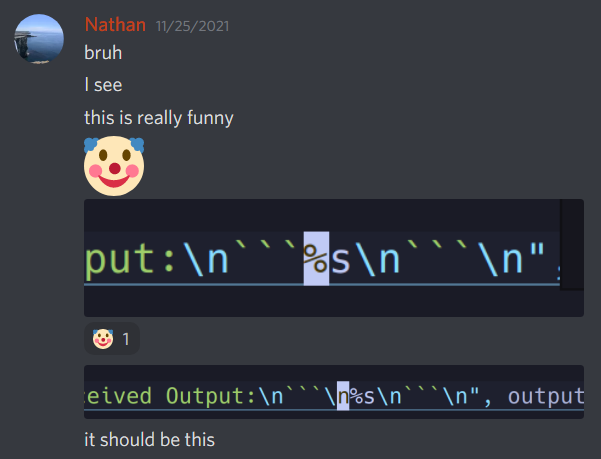 Nathan 11/25/2021
bruh
I see
this is really funny
put:\n```%s\n```\n",
1
eived Output:\n```\n%s\n```\n", output
it should be this